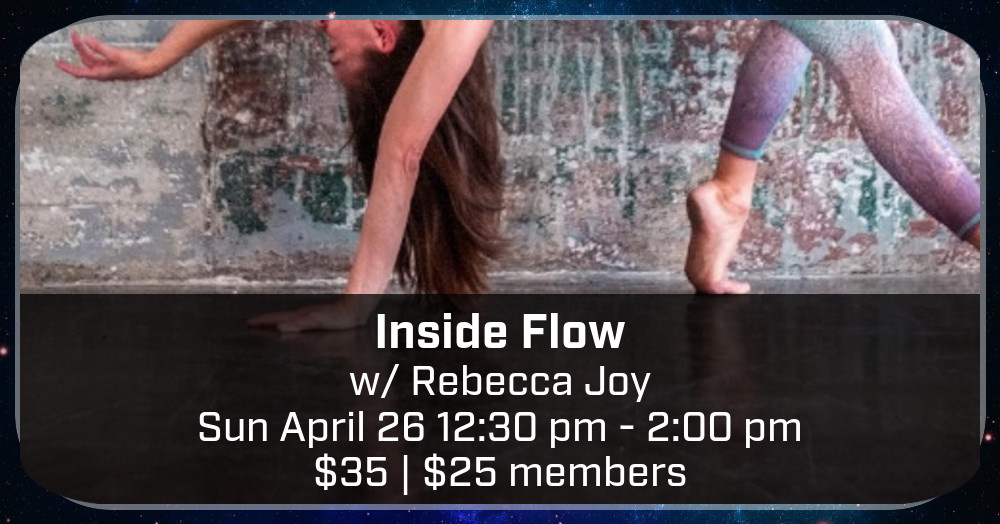 Inside Flow
w/ Rebecca Joy
Sun April 26 12:30 pm - 2:00 pm
$35 | $25 members